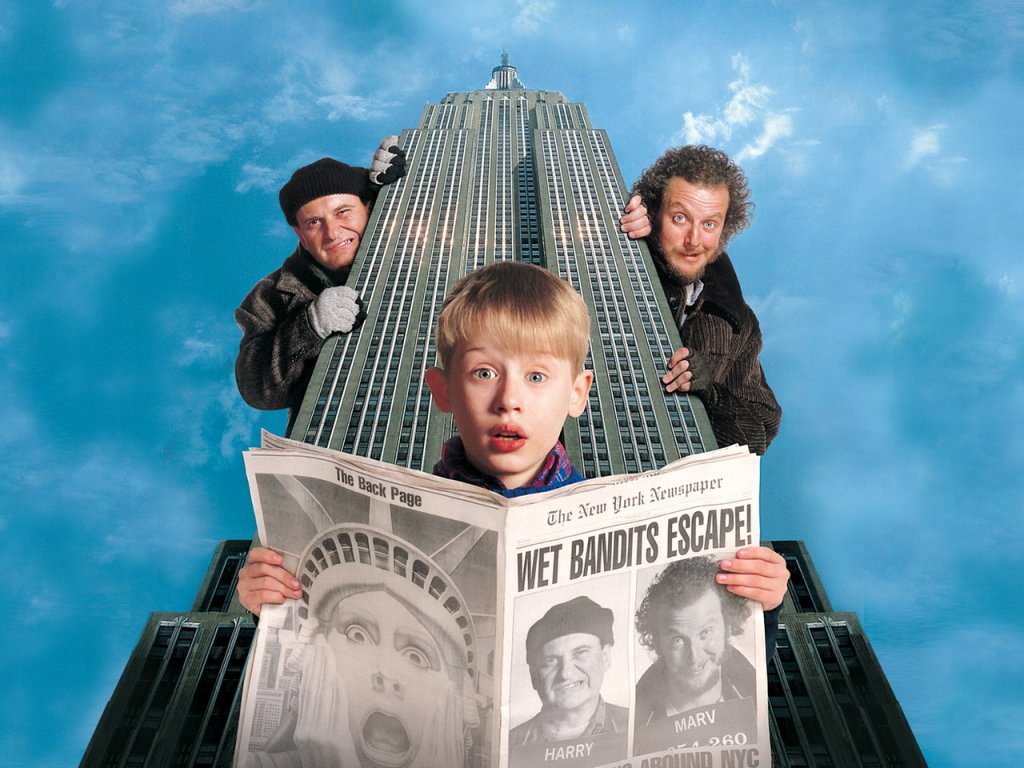 The Back Page
The New York Newspaper
WET BANDITS ESCAPE!
HARRY
MARV
AROUND NYC